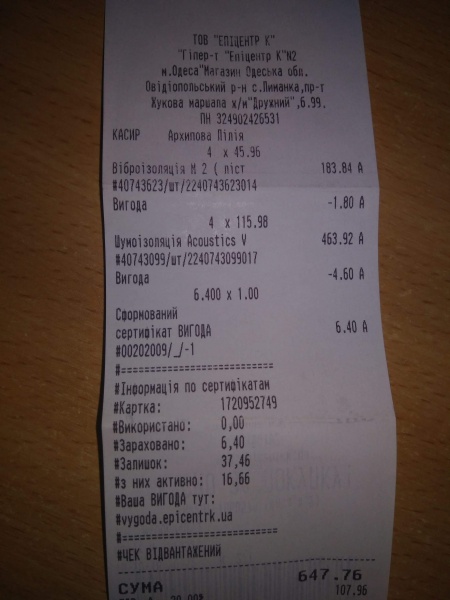 ТОВ "ЕПІЦЕНТР К"
"Гіпер-т "Епіцентр К"N2
м.Одеса"Магазин Одеська обл.
Овідіопольський р-н с.Лиманка,пр-т
Жукова маршала х/м"Дружний",б.99.
ПН 324902426531
КАСИР Архипова Лілія
4 x 45.96
Віброізоляція М 2 ( ліст 183.84 А
#40743623/шт/2240743623014
Вигода -1.80 А
4 x 115.98
Шумоізоляція Acoustics V 463.92 А
#40743099/шт/2240743099017
Вигода -4.60 А
6.400 x 1.00
Сформований
сертифікат ВИГОДА 6.40 А
#00202009/_/-1
#==========================
#Інформація по сертифікатам
#Картка: 1720952749
#Використано: 0,00
#Зараховано: 6,40
#Залишок: 37,46
#з них активно: 16,66
#Ваша ВИГОДА тут:
#vygoda.epicentrk.ua
#==========================
#ЧЕК ВІДВАНТАЖЕНИЙ
СУМА 647.76
107.96